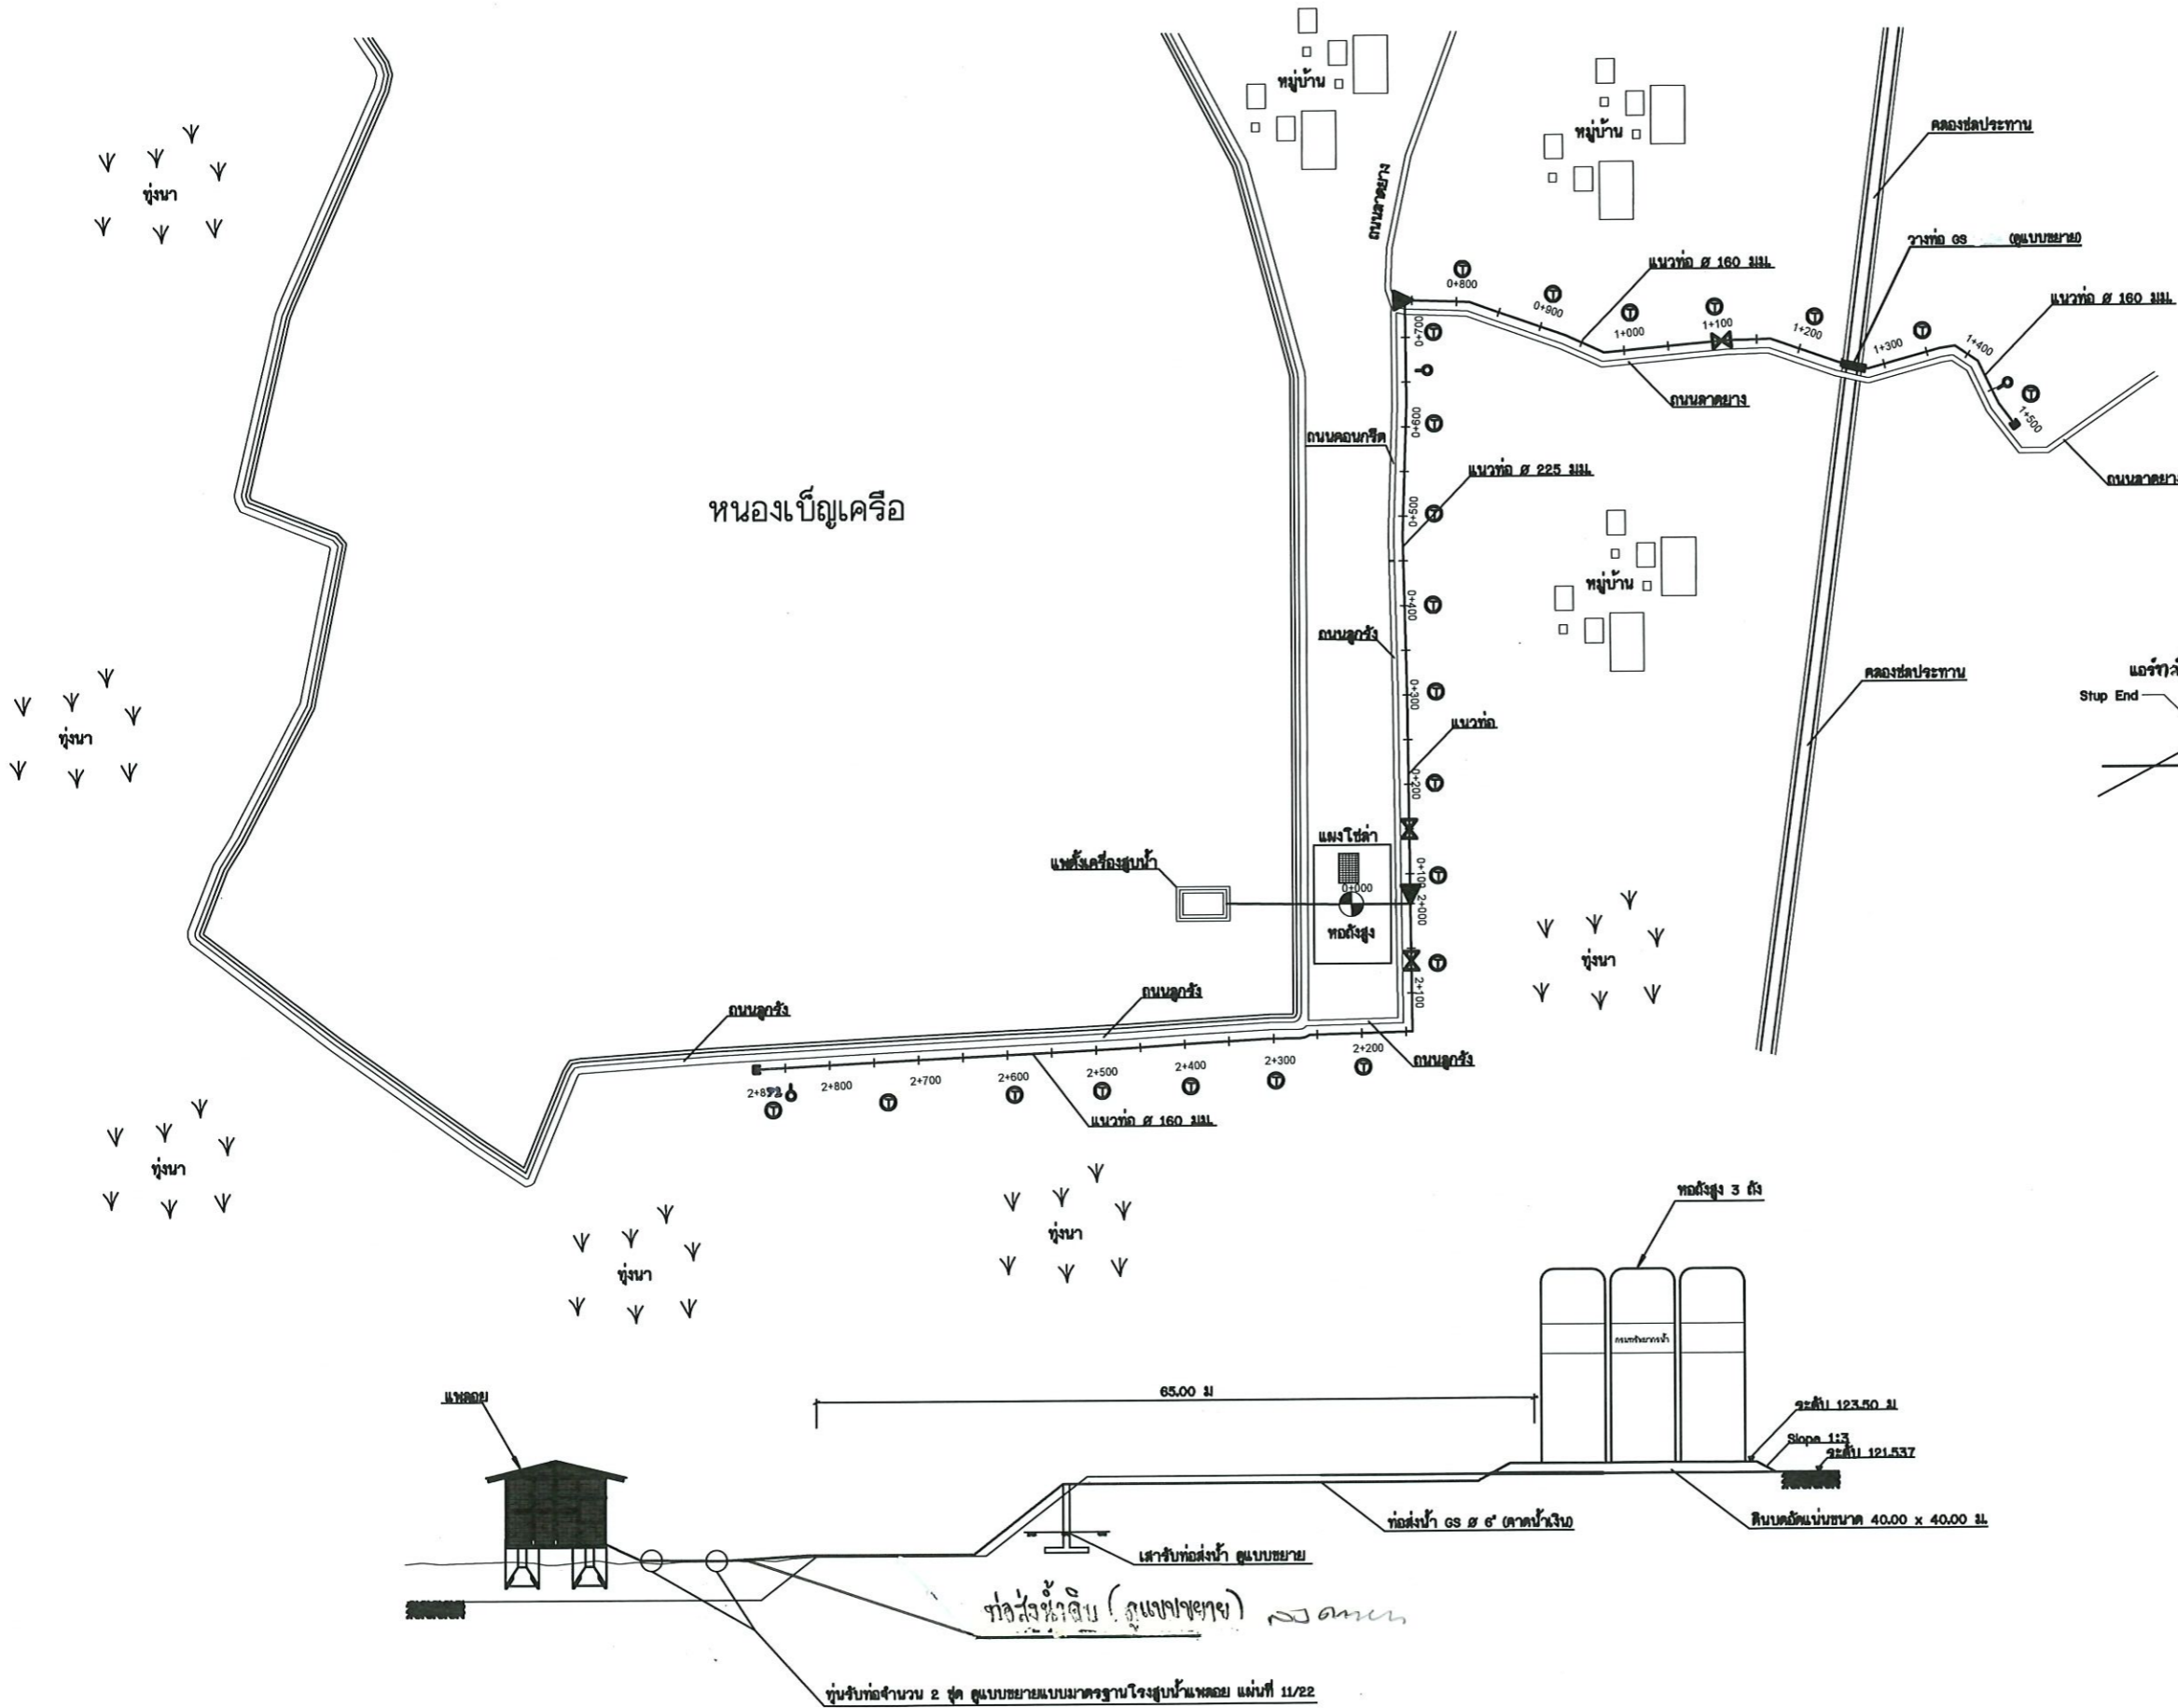 หมู่บ้าน
หมู่บ้าน
คลองชลประทาน
ทุ่งนา
ถนนลาดยาง
วางท่อ GS (ดูแบบขยาย)
แนวท่อ Ø 160 มม.
แนวท่อ Ø 160 มม.
T
0+800
T
0+900
T
1+000
T
1+100
T
1+200
T
1+300
1+400
T
1+500
T
0+700
ถนนลาดยาง
ถนนลาดยาง
T
0+600
ถนนคอนกรีต
แนวท่อ Ø 225 มม.
หนองเบ็ญเครือ
T
0+500
หมู่บ้าน
T
0+400
ถนนลูกรัง
คลองชลประทาน
Stup End
T
0+300
แนวท่อ
ทุ่งนา
T
0+200
แผงโซล่า
แพตั้งเครื่องสูบน้ำ
T
0+100
0+000
2+000
หอถังสูง
ทุ่งนา
T
2+100
ถนนลูกรัง
ถนนลูกรัง
ถนนลูกรัง
2+200
T
2+300
T
2+400
T
2+500
T
2+600
T
2+700
T
2+800
T
แนวท่อ Ø 160 มม.
ทุ่งนา
ทุ่งนา
ทุ่งนา
หอถังสูง 3 ถัง
กรมทรัพยากรน้ำ
แพลอย
65.00 ม
ระดับ 123.50 ม
Slope 1:3
ระดับ 121.537
ท่อส่งน้ำ GS Ø 6" (คาดน้ำเงิน)
ดินบดอัดแน่นขนาด 40.00 x 40.00 ม.
เสารับท่อส่งน้ำ ดูแบบขยาย
ท่อส่งน้ำดิบ (ดูแบบขยาย)
ทุ่นรับท่อจำนวน 2 ชุด ดูแบบขยายแบบมาตรฐานโรงสูบน้ำแพลอย แผ่นที่ 11/22